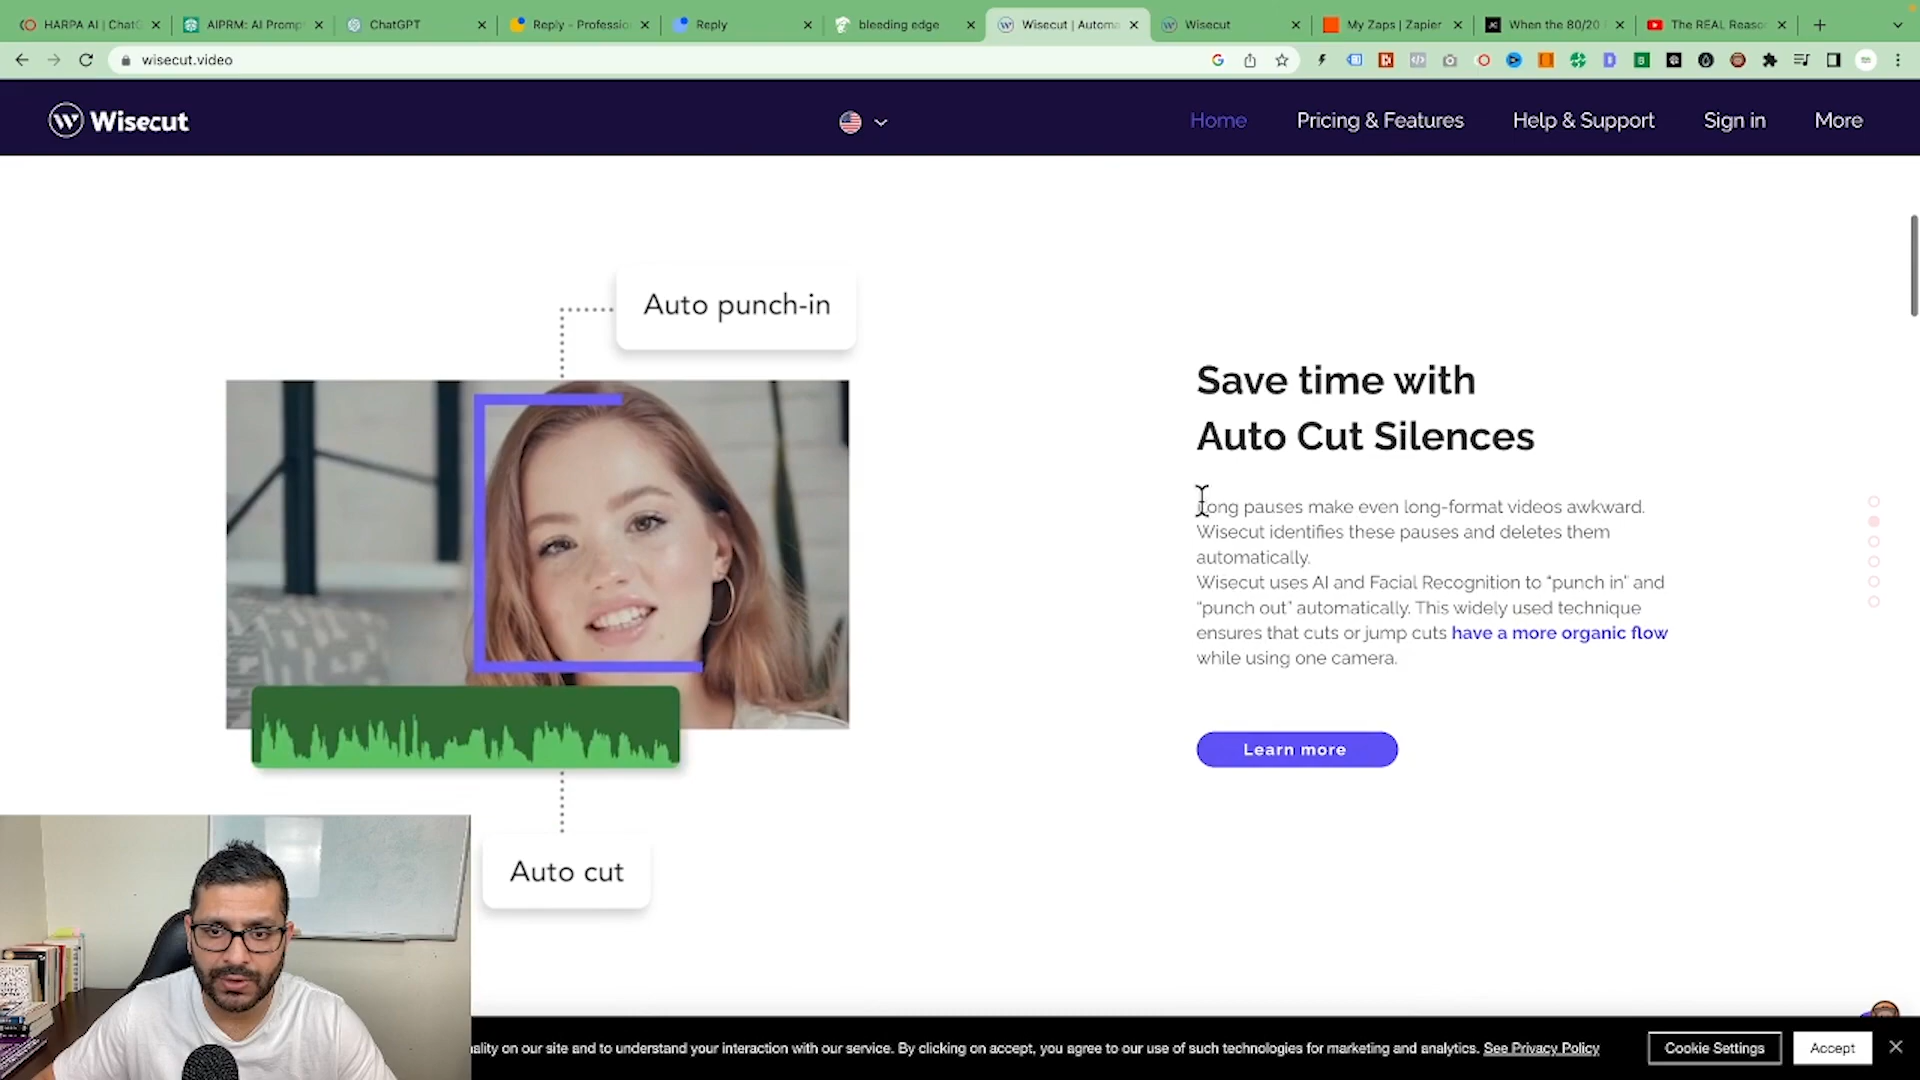 HARPA AI | ChatG
AIPRM: AI Promp
ChatGPT
Reply - Professio
Reply
bleeding edge
Wisecut | Automa
Wisecut
My Zaps | Zapier
When the 80/20
The REAL Reaso
wisecut.video
Wisecut
Home
Pricing & Features
Help & Support
Sign in
More
Auto punch-in
Auto cut
Save time with
Auto Cut Silences
Long pauses make even long-format videos awkward.
Wisecut identifies these pauses and deletes them
automatically.
Wisecut uses AI and Facial Recognition to “punch in” and
“punch out” automatically. This widely used technique
ensures that cuts or jump cuts have a more organic flow
while using one camera.
Learn more
ality on our site and to understand your interaction with our service. By clicking on accept, you agree to our use of such technologies for marketing and analytics. See Privacy Policy
Cookie Settings
Accept